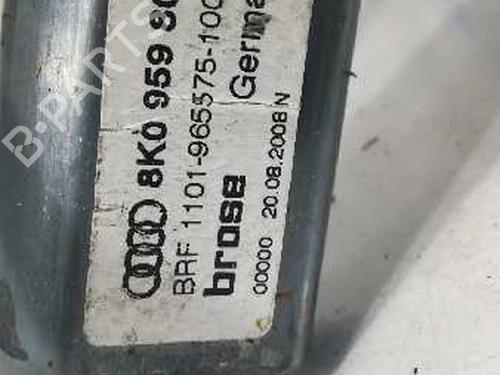 8K0 959 80
BRF 1101-965575-100
brose Germa
00000 20.08.2008 N
B-PARTS